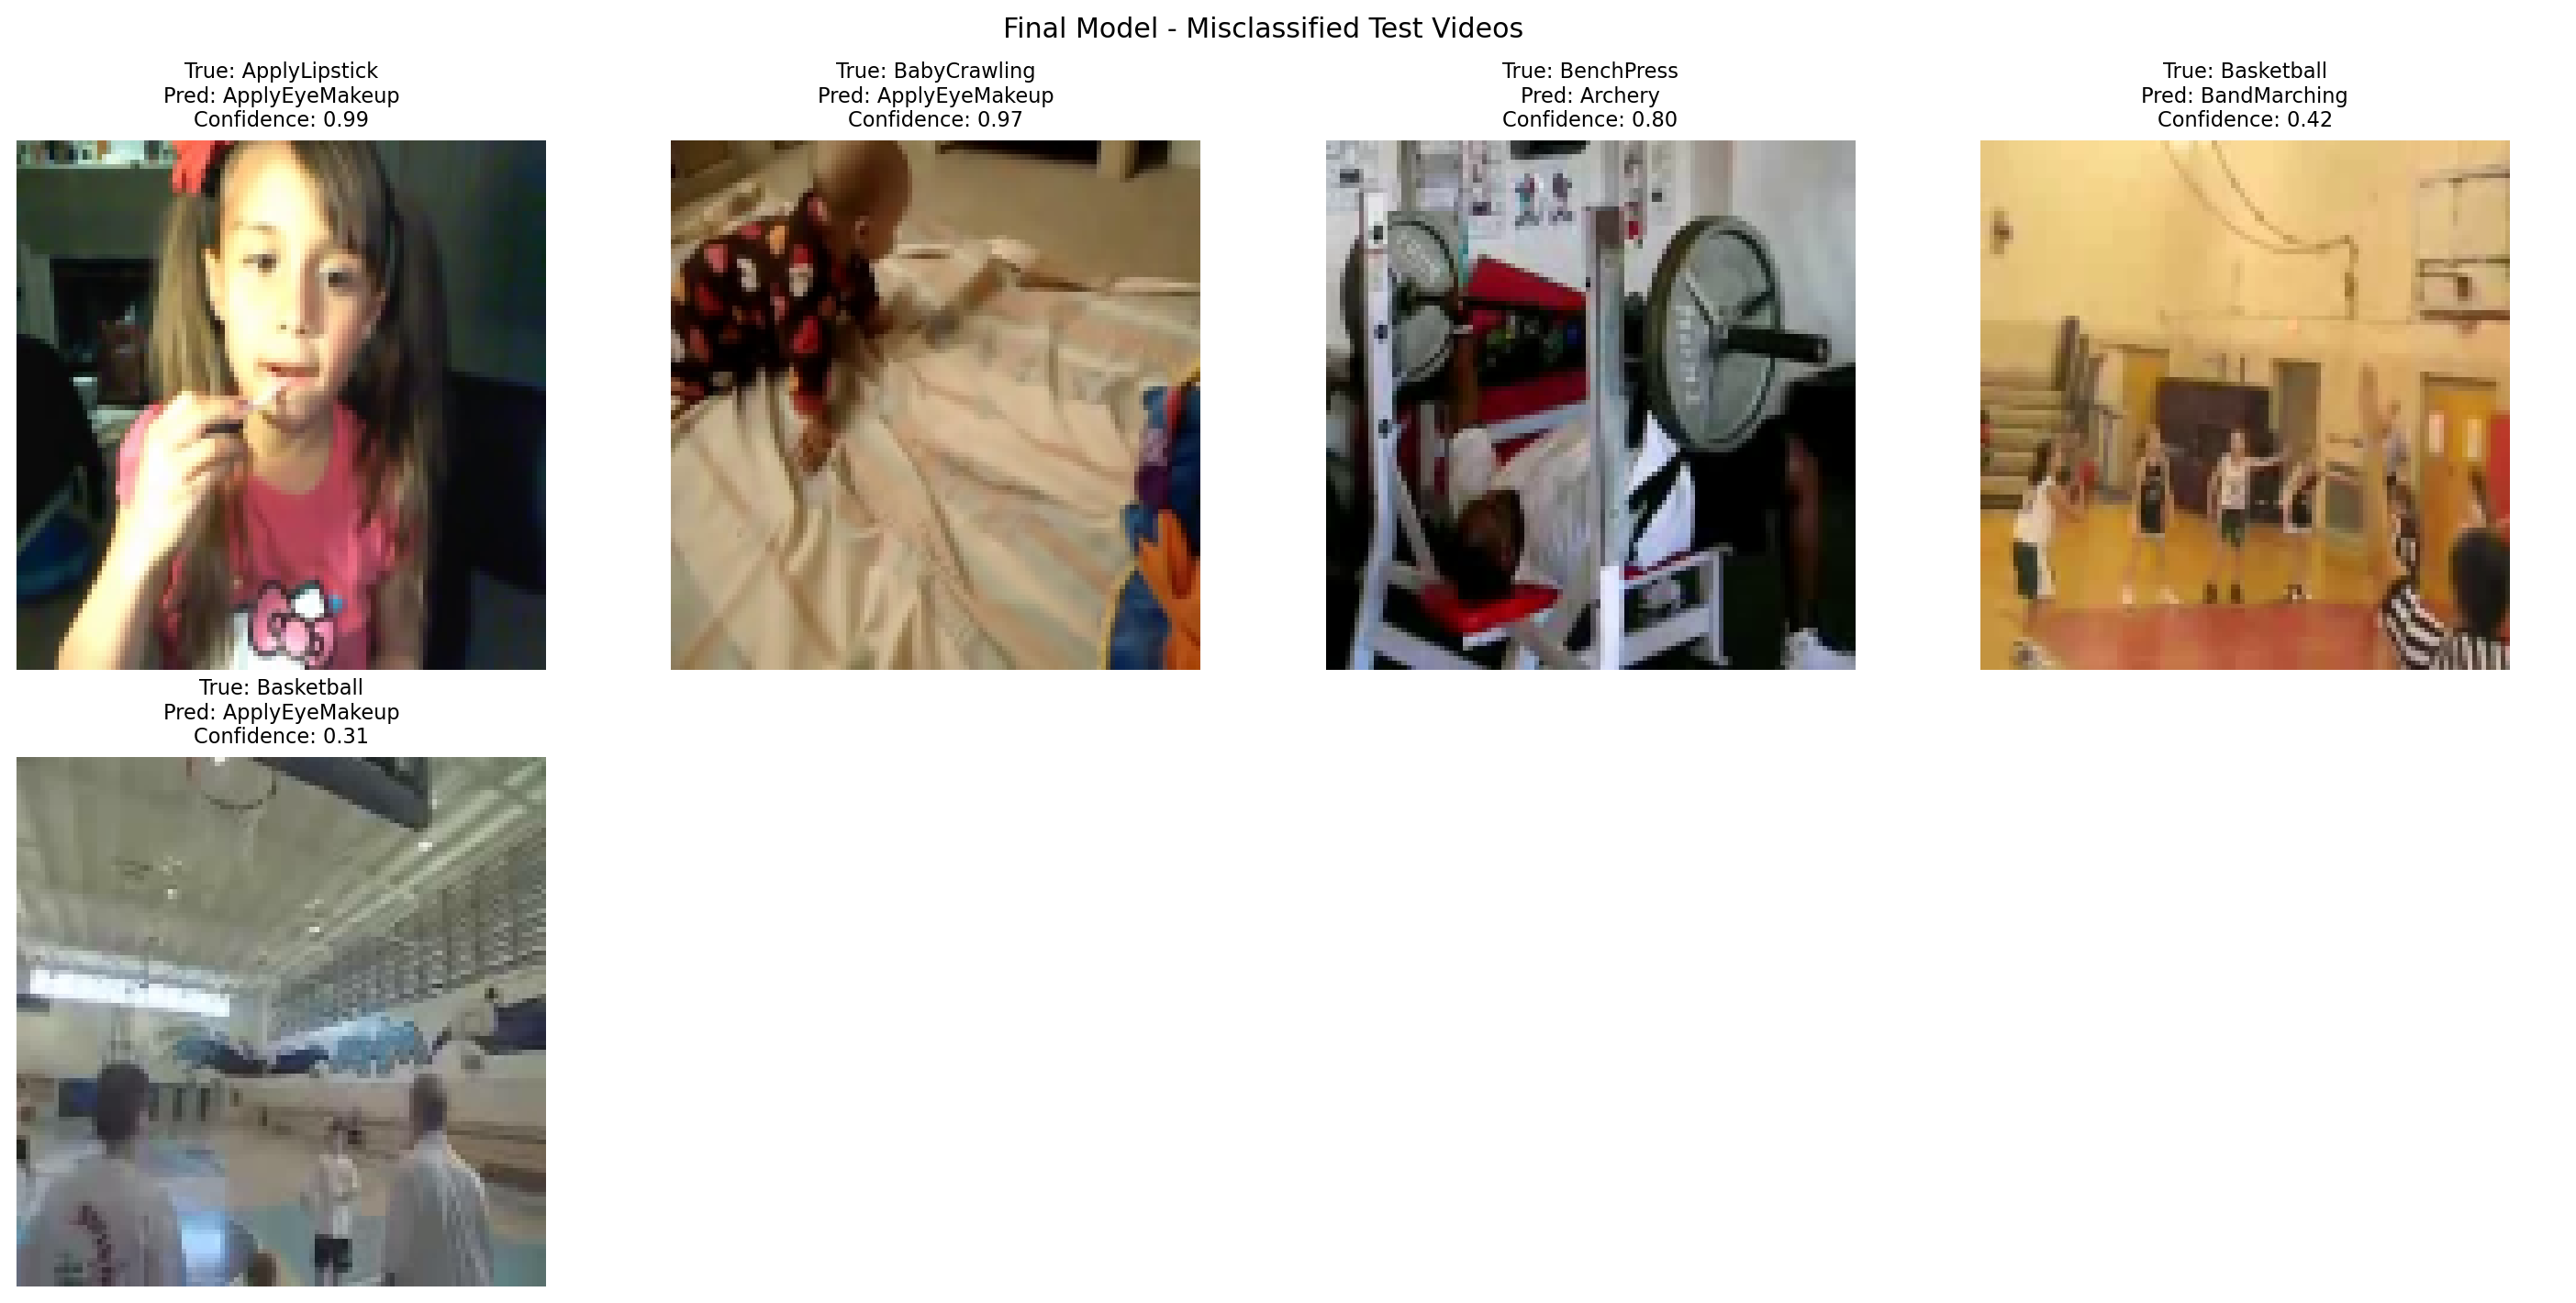 Final Model - Misclassified Test Videos
True: ApplyLipstick
Pred: ApplyEyeMakeup
Confidence: 0.99
True: BabyCrawling
Pred: ApplyEyeMakeup
Confidence: 0.97
True: BenchPress
Pred: Archery
Confidence: 0.80
True: Basketball
Pred: BandMarching
Confidence: 0.42
True: Basketball
Pred: ApplyEyeMakeup
Confidence: 0.31